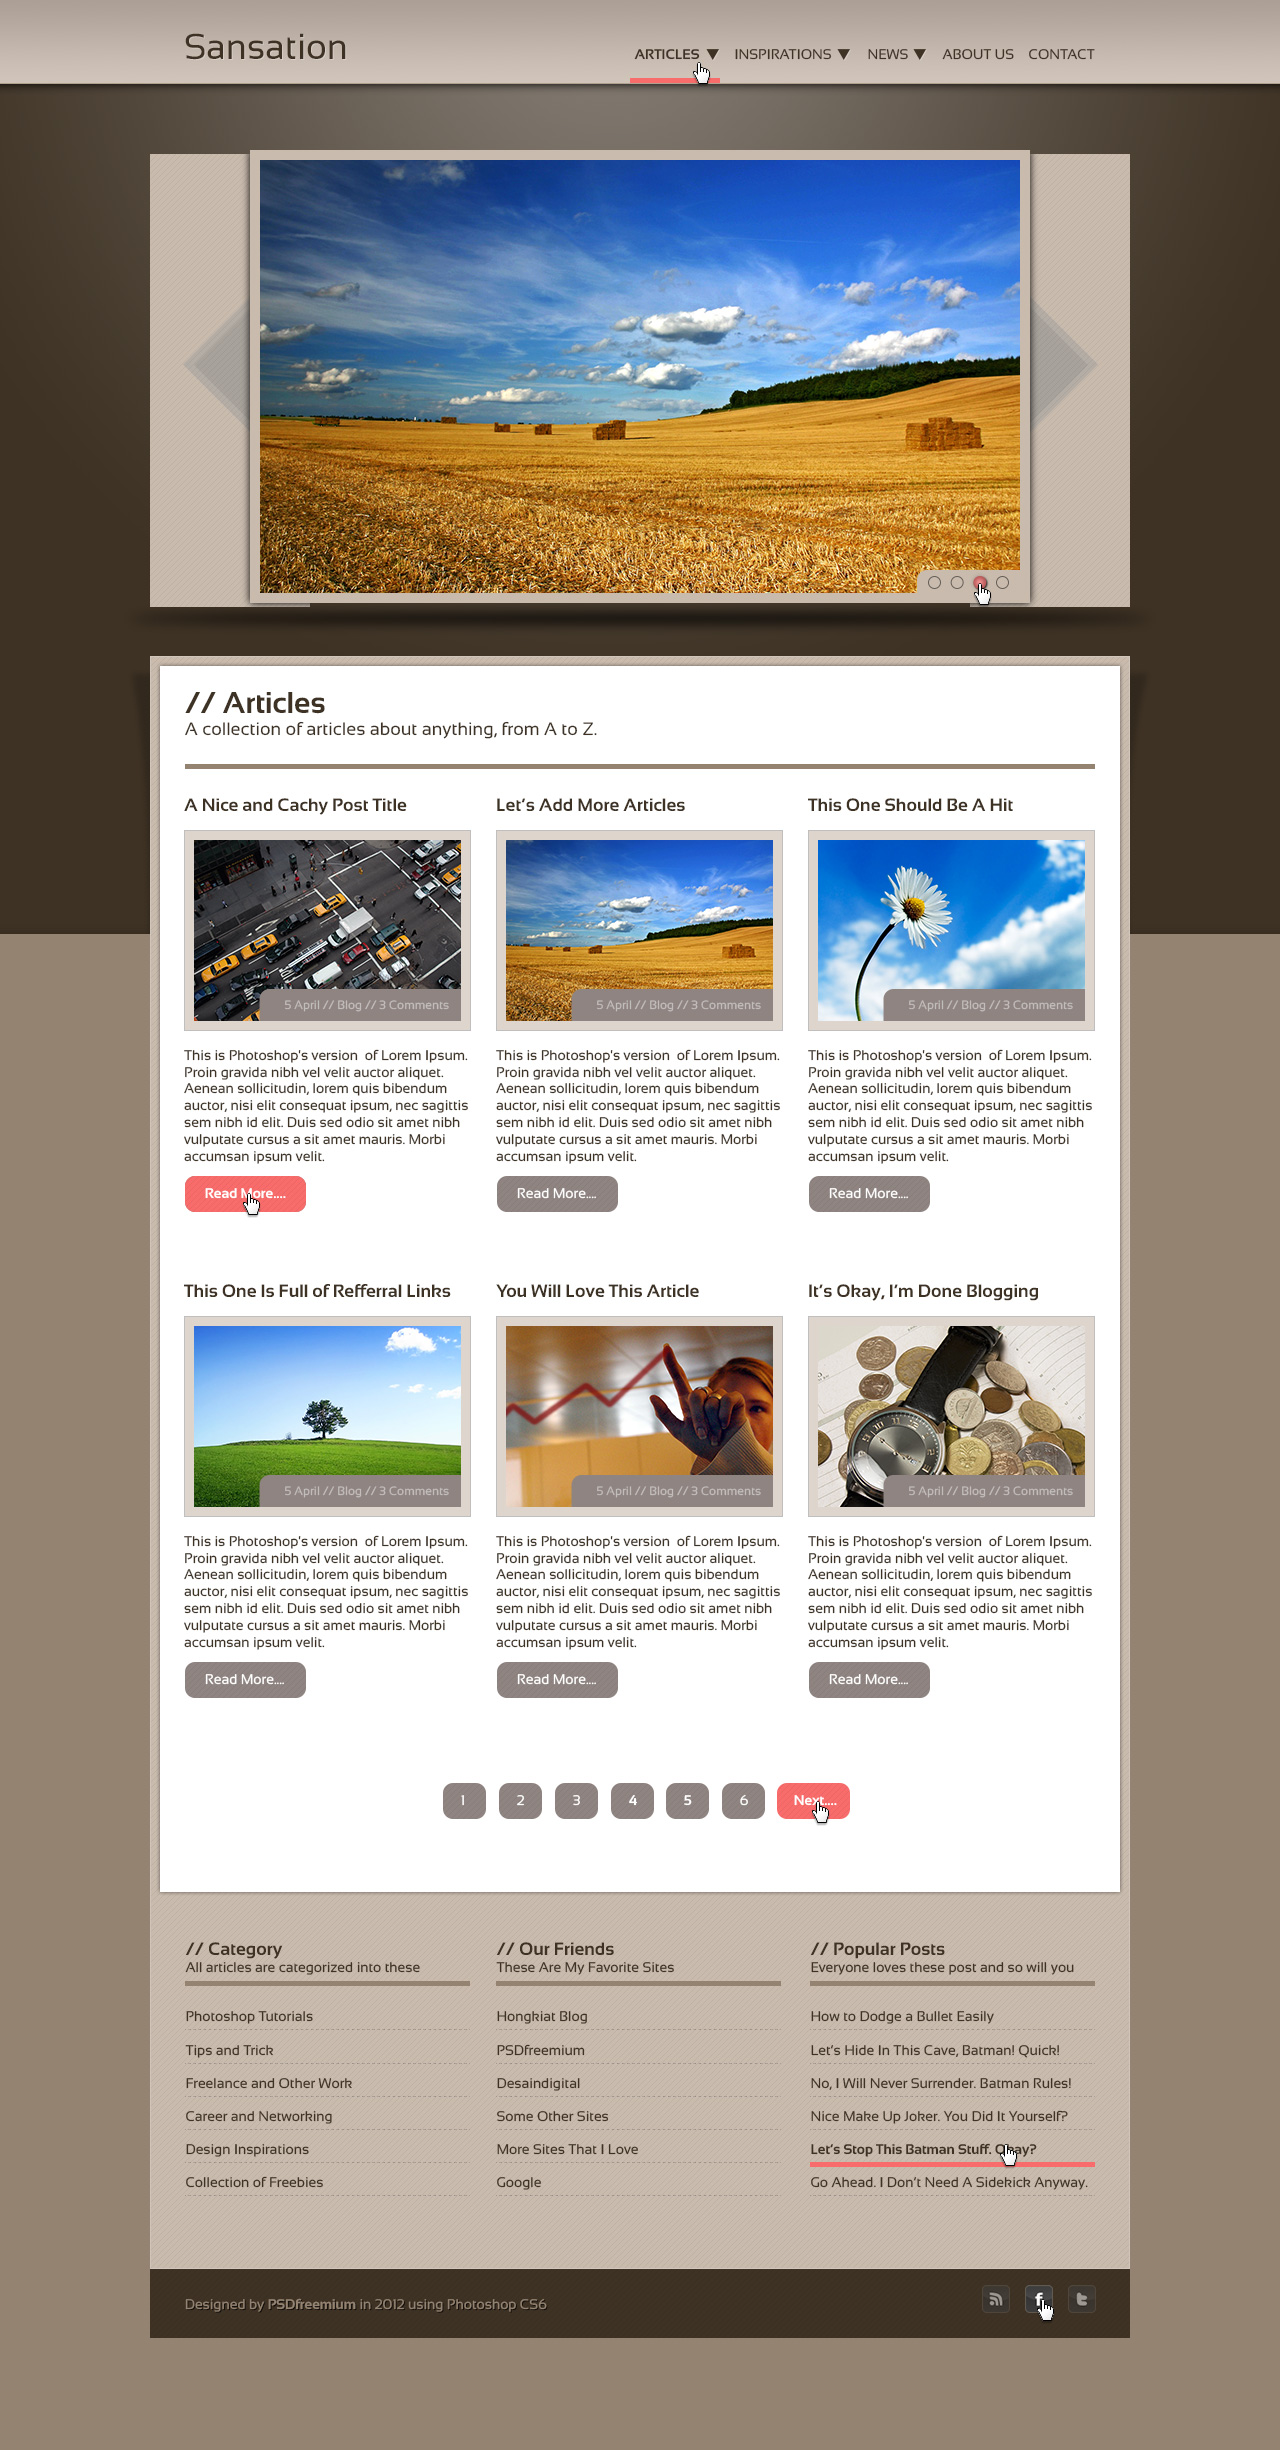 Sansation
ARTICLES ▼ INSPIRATIONS ▼ NEWS ▼ ABOUT US CONTACT
// Articles
A collection of articles about anything, from A to Z.
A Nice and Cachy Post Title
5 April // Blog // 3 Comments
This is Photoshop's version of Lorem Ipsum.
Proin gravida nibh vel velit auctor aliquet.
Aenean sollicitudin, lorem quis bibendum
auctor, nisi elit consequat ipsum, nec sagittis
sem nibh id elit. Duis sed odio sit amet nibh
vulputate cursus a sit amet mauris. Morbi
accumsan ipsum velit.
Read More....
Let's Add More Articles
5 April // Blog // 3 Comments
This is Photoshop's version of Lorem Ipsum.
Proin gravida nibh vel velit auctor aliquet.
Aenean sollicitudin, lorem quis bibendum
auctor, nisi elit consequat ipsum, nec sagittis
sem nibh id elit. Duis sed odio sit amet nibh
vulputate cursus a sit amet mauris. Morbi
accumsan ipsum velit.
Read More....
This One Should Be A Hit
5 April // Blog // 3 Comments
This is Photoshop's version of Lorem Ipsum.
Proin gravida nibh vel velit auctor aliquet.
Aenean sollicitudin, lorem quis bibendum
auctor, nisi elit consequat ipsum, nec sagittis
sem nibh id elit. Duis sed odio sit amet nibh
vulputate cursus a sit amet mauris. Morbi
accumsan ipsum velit.
Read More....
This One Is Full of Refferral Links
5 April // Blog // 3 Comments
This is Photoshop's version of Lorem Ipsum.
Proin gravida nibh vel velit auctor aliquet.
Aenean sollicitudin, lorem quis bibendum
auctor, nisi elit consequat ipsum, nec sagittis
sem nibh id elit. Duis sed odio sit amet nibh
vulputate cursus a sit amet mauris. Morbi
accumsan ipsum velit.
Read More....
You Will Love This Article
5 April // Blog // 3 Comments
This is Photoshop's version of Lorem Ipsum.
Proin gravida nibh vel velit auctor aliquet.
Aenean sollicitudin, lorem quis bibendum
auctor, nisi elit consequat ipsum, nec sagittis
sem nibh id elit. Duis sed odio sit amet nibh
vulputate cursus a sit amet mauris. Morbi
accumsan ipsum velit.
Read More....
It's Okay, I'm Done Blogging
5 April // Blog // 3 Comments
This is Photoshop's version of Lorem Ipsum.
Proin gravida nibh vel velit auctor aliquet.
Aenean sollicitudin, lorem quis bibendum
auctor, nisi elit consequat ipsum, nec sagittis
sem nibh id elit. Duis sed odio sit amet nibh
vulputate cursus a sit amet mauris. Morbi
accumsan ipsum velit.
Read More....
1 2 3 4 5 6 Next....
// Category
All articles are categorized into these
Photoshop Tutorials
Tips and Trick
Freelance and Other Work
Career and Networking
Design Inspirations
Collection of Freebies
// Our Friends
These Are My Favorite Sites
Hongkiat Blog
PSDfreemium
Desaindigital
Some Other Sites
More Sites That I Love
Google
// Popular Posts
Everyone loves these post and so will you
How to Dodge a Bullet Easily
Let's Hide In This Cave, Batman! Quick!
No, I Will Never Surrender. Batman Rules!
Nice Make Up Joker. You Did It Yourself?
Let's Stop This Batman Stuff. Okay?
Go Ahead. I Don't Need A Sidekick Anyway.
Designed by PSDfreemium in 2012 using Photoshop CS6